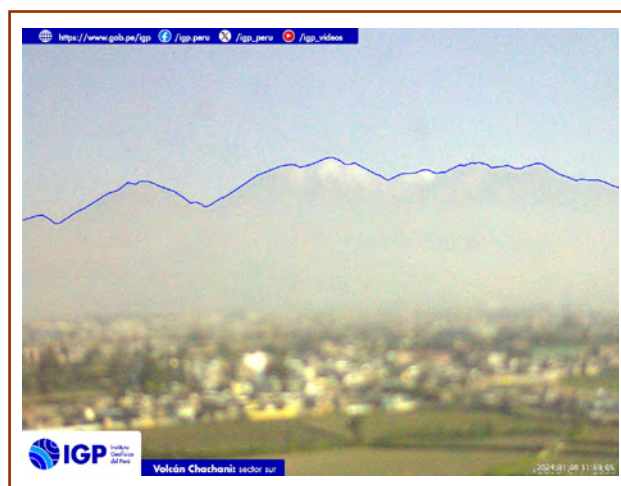 https://www.gob.pe/igp /igp.peru /igp_peru /igp_videos
IGP
Instituto
Geofísico
del Perú
Volcán Chachani: sector sur